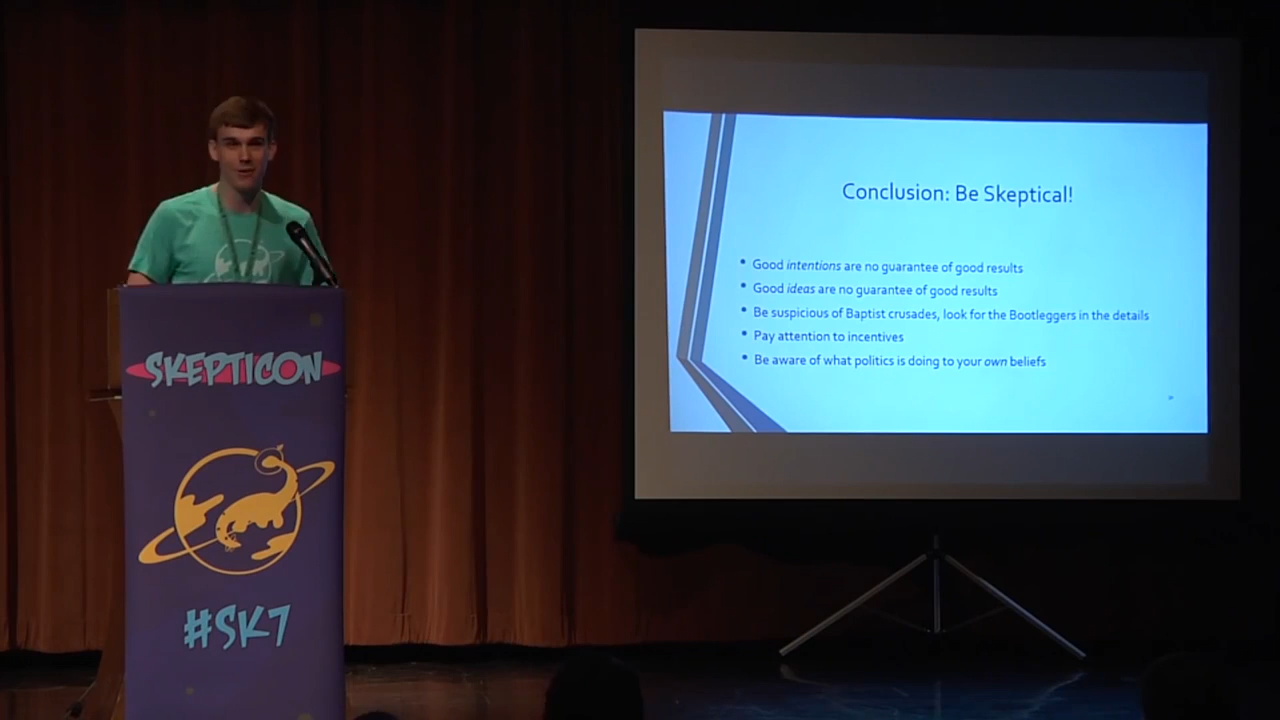 Conclusion: Be Skeptical!
• Good intentions are no guarantee of good results
• Good ideas are no guarantee of good results
• Be suspicious of Baptist crusades, look for the Bootleggers in the details
• Pay attention to incentives
• Be aware of what politics is doing to your own beliefs
SKEPTICON
#SK7